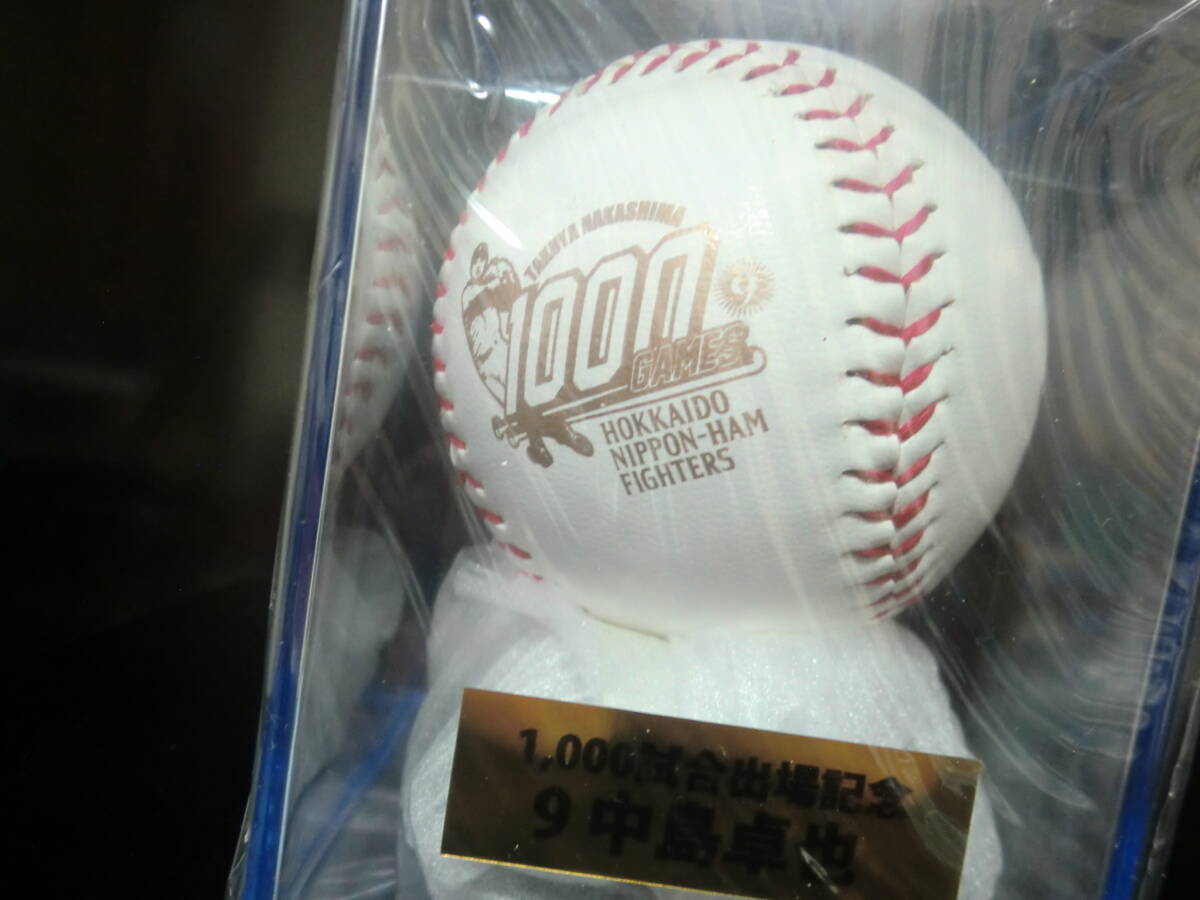 TAKUYA NAKASHIMA
1000
9
GAMES
HOKKAIDO
NIPPON-HAM
FIGHTERS
1,000試合出場記念
9 中島卓也